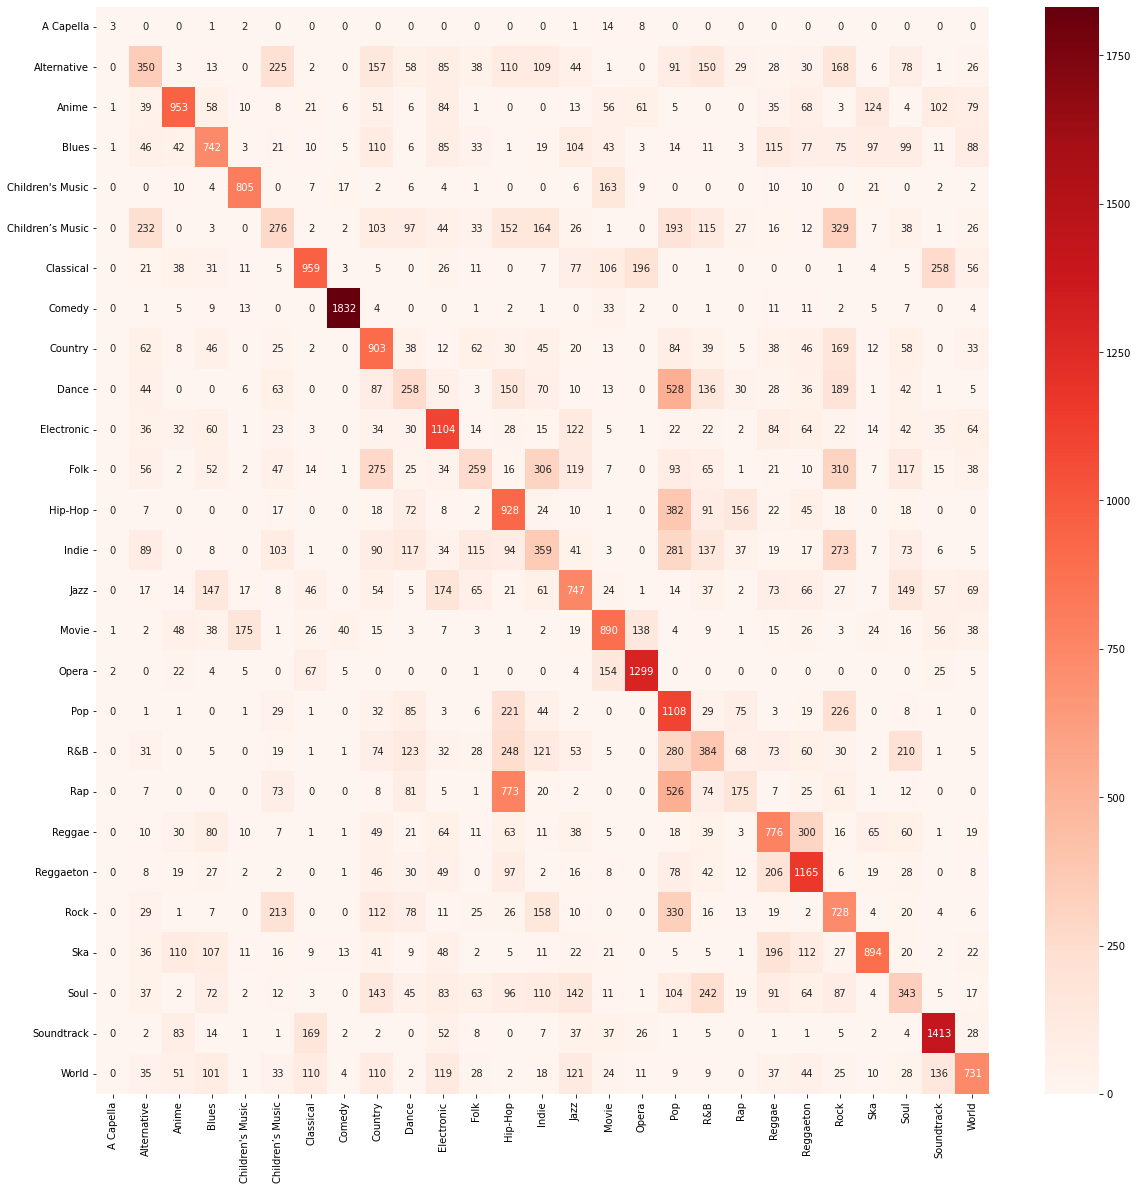 A Capella 3 0 0 1 2 0 0 0 0 0 0 0 0 0 1 14 8 0 0 0 0 0 0 0 0 0 0
Alternative 0 350 3 13 0 225 2 0 157 58 85 38 110 109 44 1 0 91 150 29 28 30 168 6 78 1 26
Anime 1 39 953 58 10 8 21 6 51 6 84 1 0 0 13 56 61 5 0 0 35 68 3 124 4 102 79
Blues 1 46 42 742 3 21 10 5 110 6 85 33 1 19 104 43 3 14 11 3 115 77 75 97 99 11 88
Children's Music 0 0 10 4 805 0 7 17 2 6 4 1 0 0 6 163 9 0 0 0 10 10 0 21 0 2 2
Children’s Music 0 232 0 3 0 276 2 2 103 97 44 33 152 164 26 1 0 193 115 27 16 12 329 7 38 1 26
Classical 0 21 38 31 11 5 959 3 5 0 26 11 0 7 77 106 196 0 1 0 0 0 1 4 5 258 56
Comedy 0 1 5 9 13 0 0 1832 4 0 0 1 2 1 0 33 2 0 1 0 11 11 2 5 7 0 4
Country 0 62 8 46 0 25 2 0 903 38 12 62 30 45 20 13 0 84 39 5 38 46 169 12 58 0 33
Dance 0 44 0 0 6 63 0 0 87 258 50 3 150 70 10 13 0 528 136 30 28 36 189 1 42 1 5
Electronic 0 36 32 60 1 23 3 0 34 30 1104 14 28 15 122 5 1 22 22 2 84 64 22 14 42 35 64
Folk 0 56 2 52 2 47 14 1 275 25 34 259 16 306 119 7 0 93 65 1 21 10 310 7 117 15 38
Hip-Hop 0 7 0 0 0 17 0 0 18 72 8 2 928 24 10 1 0 382 91 156 22 45 18 0 18 0 0
Indie 0 89 0 8 0 103 1 0 90 117 34 115 94 359 41 3 0 281 137 37 19 17 273 7 73 6 5
Jazz 0 17 14 147 17 8 46 0 54 5 174 65 21 61 747 24 1 14 37 2 73 66 27 7 149 57 69
Movie 1 2 48 38 175 1 26 40 15 3 7 3 1 2 19 890 138 4 9 1 15 26 3 24 16 56 38
Opera 2 0 22 4 5 0 67 5 0 0 0 1 0 0 4 154 1299 0 0 0 0 0 0 0 0 25 5
Pop 0 1 1 0 1 29 1 0 32 85 3 6 221 44 2 0 0 1108 29 75 3 19 226 0 8 1 0
R&B 0 31 0 5 0 19 1 1 74 123 32 28 248 121 53 5 0 280 384 68 73 60 30 2 210 1 5
Rap 0 7 0 0 0 73 0 0 8 81 5 1 773 20 2 0 0 526 74 175 7 25 61 1 12 0 0
Reggae 0 10 30 80 10 7 1 1 49 21 64 11 63 11 38 5 0 18 39 3 776 300 16 65 60 1 19
Reggaeton 0 8 19 27 2 2 0 1 46 30 49 0 97 2 16 8 0 78 42 12 206 1165 6 19 28 0 8
Rock 0 29 1 7 0 213 0 0 112 78 11 25 26 158 10 0 0 330 16 13 19 2 728 4 20 4 6
Ska 0 36 110 107 11 16 9 13 41 9 48 2 5 11 22 21 0 5 5 1 196 112 27 894 20 2 22
Soul 0 37 2 72 2 12 3 0 143 45 83 63 96 110 142 11 1 104 242 19 91 64 87 4 343 5 17
Soundtrack 0 2 83 14 1 1 169 2 2 0 52 8 0 7 37 37 26 1 5 0 1 1 5 2 4 1413 28
World 0 35 51 101 1 33 110 4 110 2 119 28 2 18 121 24 11 9 9 0 37 44 25 10 28 136 731
A Capella
Alternative
Anime
Blues
Children's Music
Children’s Music
Classical
Comedy
Country
Dance
Electronic
Folk
Hip-Hop
Indie
Jazz
Movie
Opera
Pop
R&B
Rap
Reggae
Reggaeton
Rock
Ska
Soul
Soundtrack
World
1750
1500
1250
1000
750
500
250
0